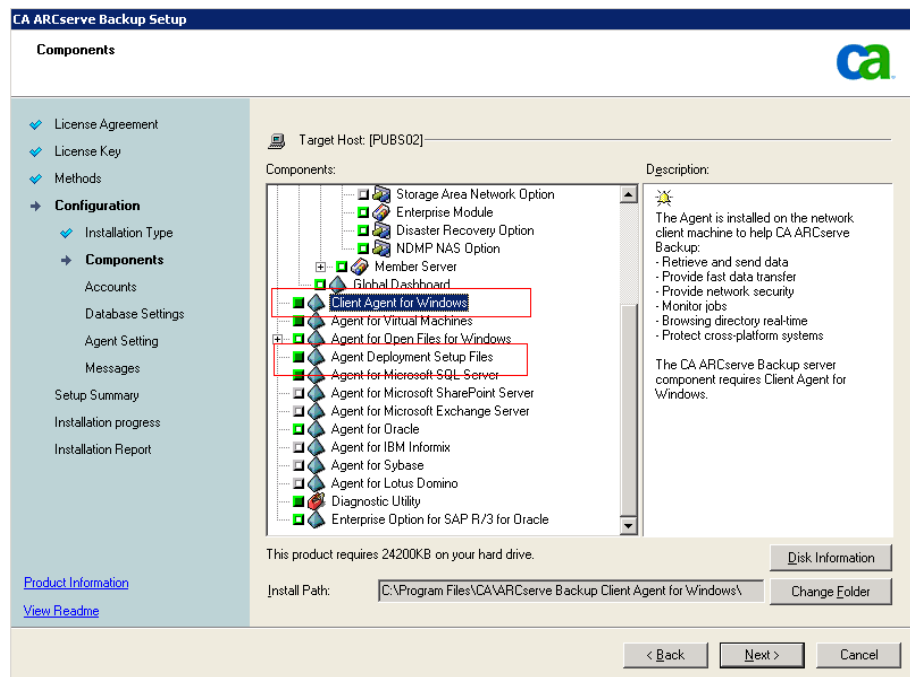 CA ARCserve Backup Setup
Components
ca
License Agreement
License Key
Methods
Configuration
Installation Type
Components
Accounts
Database Settings
Agent Setting
Messages
Setup Summary
Installation progress
Installation Report
Product Information
View Readme
Target Host: [PUBS02]
Components:
Storage Area Network Option
Enterprise Module
Disaster Recovery Option
NDMP NAS Option
Member Server
Global Dashboard
Client Agent for Windows
Agent for Virtual Machines
Agent for Open Files for Windows
Agent Deployment Setup Files
Agent for Microsoft SQL Server
Agent for Microsoft SharePoint Server
Agent for Microsoft Exchange Server
Agent for Oracle
Agent for IBM Informix
Agent for Sybase
Agent for Lotus Domino
Diagnostic Utility
Enterprise Option for SAP R/3 for Oracle
Description:
The Agent is installed on the network
client machine to help CA ARCserve
Backup:
- Retrieve and send data
- Provide fast data transfer
- Provide network security
- Monitor jobs
- Browsing directory real-time
- Protect cross-platform systems
The CA ARCserve Backup server
component requires Client Agent for
Windows.
This product requires 24200KB on your hard drive.
Disk Information
Install Path:
C:\Program Files\CA\ARCserve Backup Client Agent for Windows\
Change Folder
< Back
Next >
Cancel